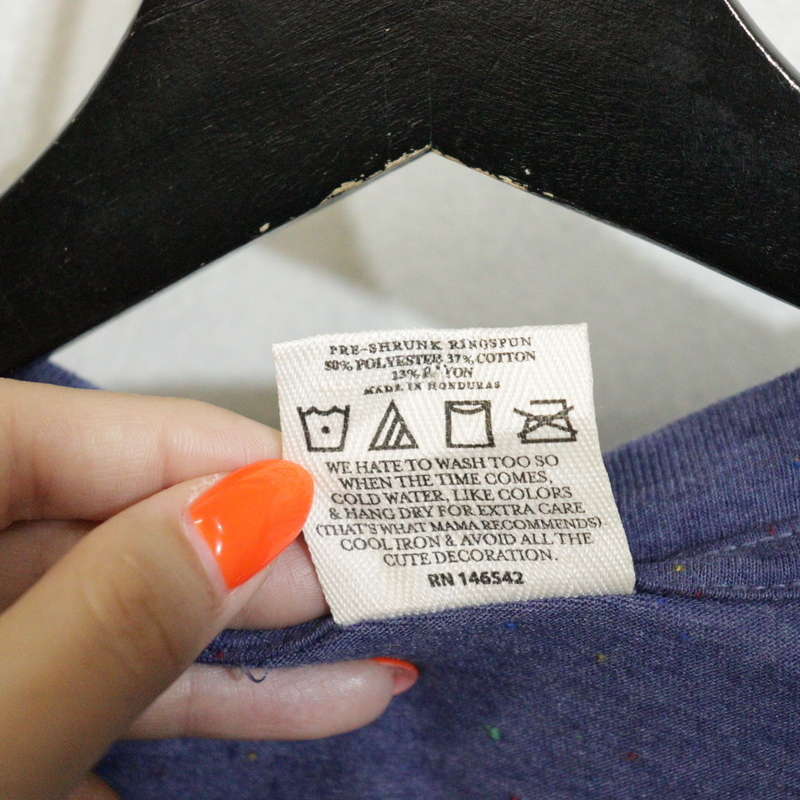 PRE-SHRUNK RINGSPUN
50% POLYESTER 37% COTTON
13% RAYON
MADE IN HONDURAS
WE HATE TO WASH TOO SO
WHEN THE TIME COMES,
COLD WATER, LIKE COLORS
& HANG DRY FOR EXTRA CARE
(THAT'S WHAT MAMA RECOMMENDS)
COOL IRON & AVOID ALL THE
CUTE DECORATION.
RN 146542